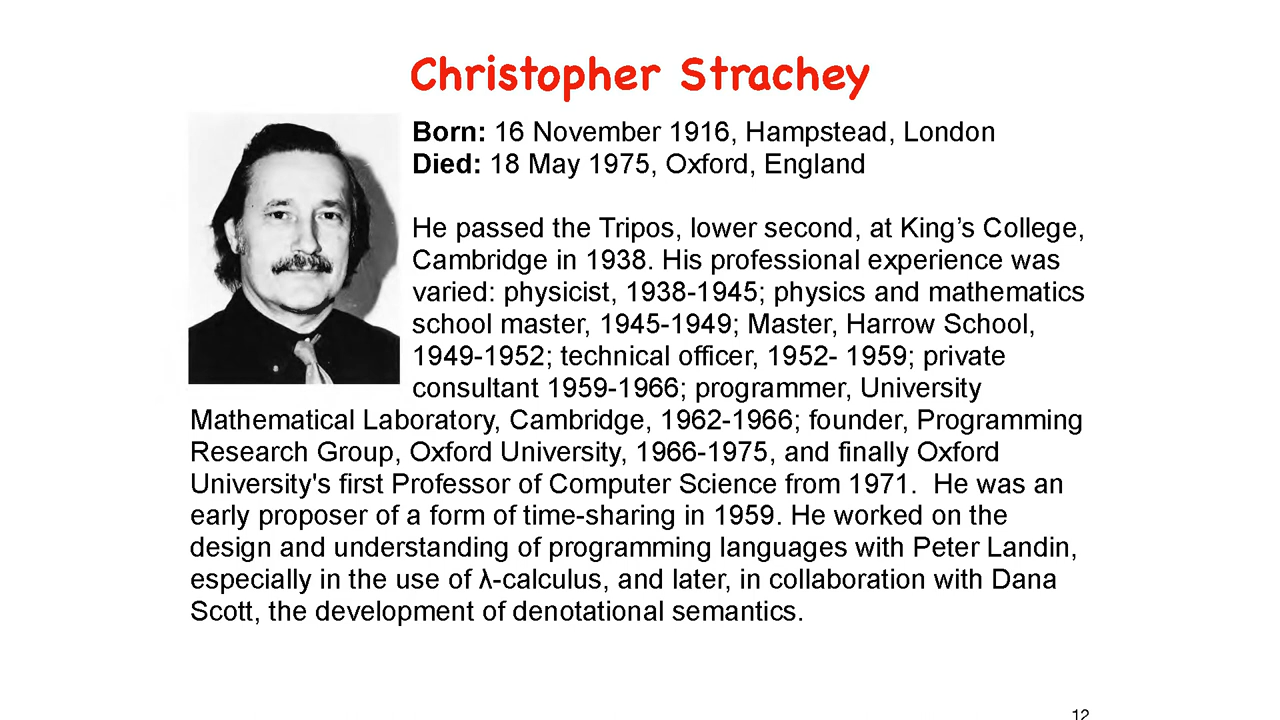 Christopher Strachey
Born: 16 November 1916, Hampstead, London
Died: 18 May 1975, Oxford, England
He passed the Tripos, lower second, at King’s College,
Cambridge in 1938. His professional experience was
varied: physicist, 1938-1945; physics and mathematics
school master, 1945-1949; Master, Harrow School,
1949-1952; technical officer, 1952- 1959; private
consultant 1959-1966; programmer, University
Mathematical Laboratory, Cambridge, 1962-1966; founder, Programming
Research Group, Oxford University, 1966-1975, and finally Oxford
University's first Professor of Computer Science from 1971.  He was an
early proposer of a form of time-sharing in 1959. He worked on the
design and understanding of programming languages with Peter Landin,
especially in the use of λ-calculus, and later, in collaboration with Dana
Scott, the development of denotational semantics.
12